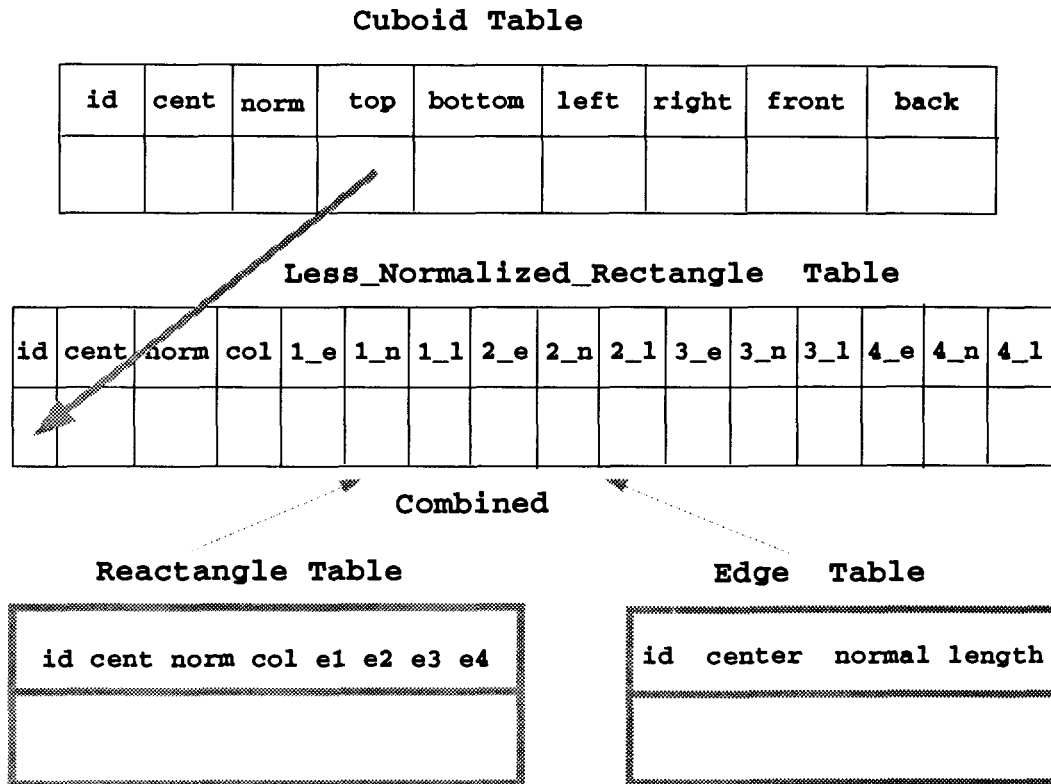 Cuboid Table
id cent norm top bottom left right front back
Less_Normalized_Rectangle Table
id cent norm col 1_e 1_n 1_l 2_e 2_n 2_l 3_e 3_n 3_l 4_e 4_n 4_l
Combined
Reactangle Table
Edge Table
id cent norm col e1 e2 e3 e4
id center normal length